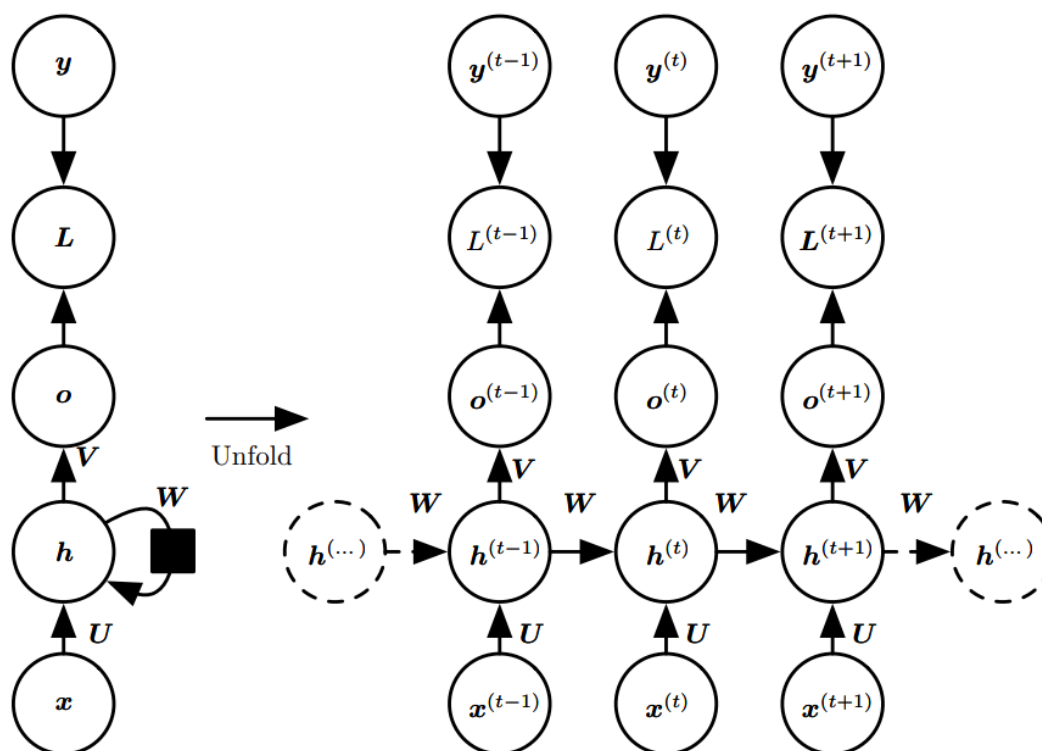 y y^(t−1) y^(t) y^(t+1)
L L^(t−1) L^(t) L^(t+1)
o o^(t−1) o^(t) o^(t+1)
Unfold
V V V V
W W W W W
h h^(...) h^(t−1) h^(t) h^(t+1) h^(...)
U U U U
x x^(t−1) x^(t) x^(t+1)